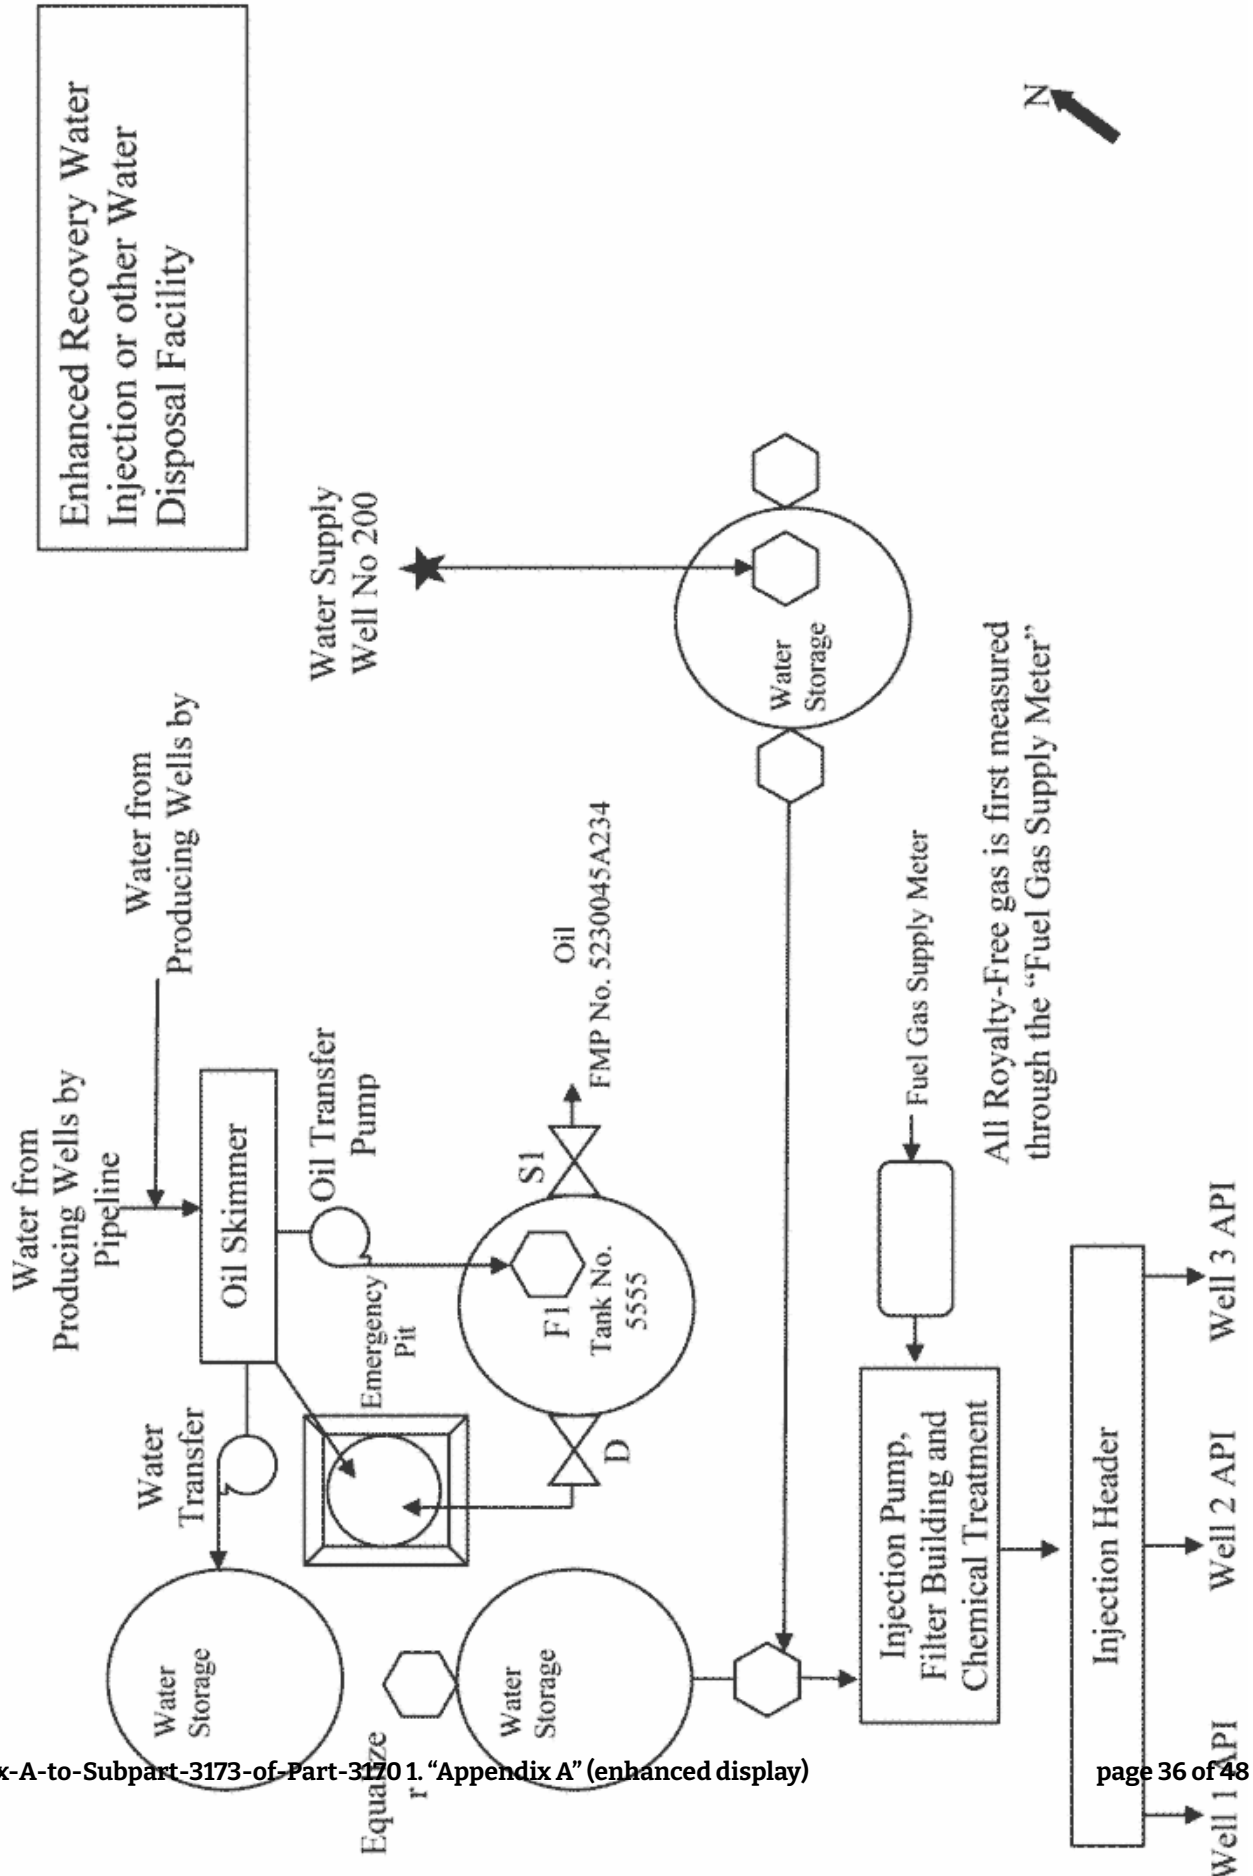 Enhanced Recovery Water
Injection or other Water
Disposal Facility
N
Water from
Producing Wells by
Pipeline
Water from
Producing Wells by
Oil Skimmer
Water
Transfer
Oil Transfer
Pump
Emergency
Pit
Water
Storage
Equalize
r
Water
Storage
F1
Tank No.
5555
S1
D
Oil
FMP No. 5230045A234
Water Supply
Well No 200
Water
Storage
Fuel Gas Supply Meter
All Royalty-Free gas is first measured
through the “Fuel Gas Supply Meter”
Injection Pump,
Filter Building and
Chemical Treatment
Injection Header
Well 1 API
Well 2 API
Well 3 API
x-A-to-Subpart-3173-of-Part-3170 1. “Appendix A” (enhanced display)
page 36 of 48